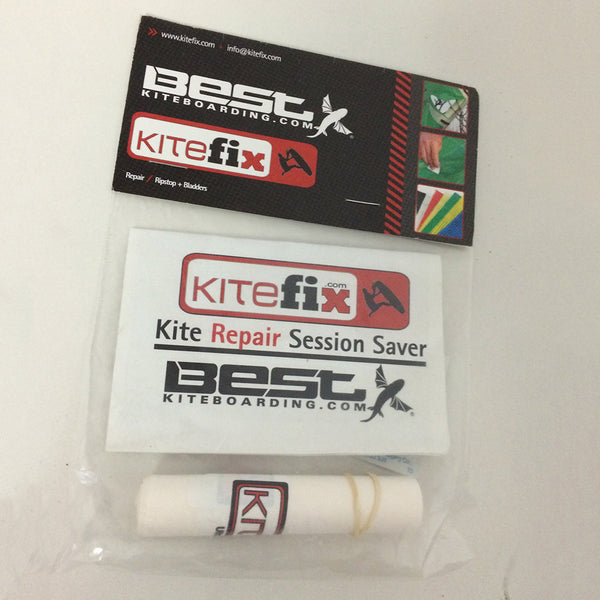 » www.kitefix.com + info@kitefix.com
Best
KITEBOARDING.COM
KITEfix
Repair / Ripstop + Bladders
KITEfix
.com
Kite Repair Session Saver
Best
KITEBOARDING.COM
KITE